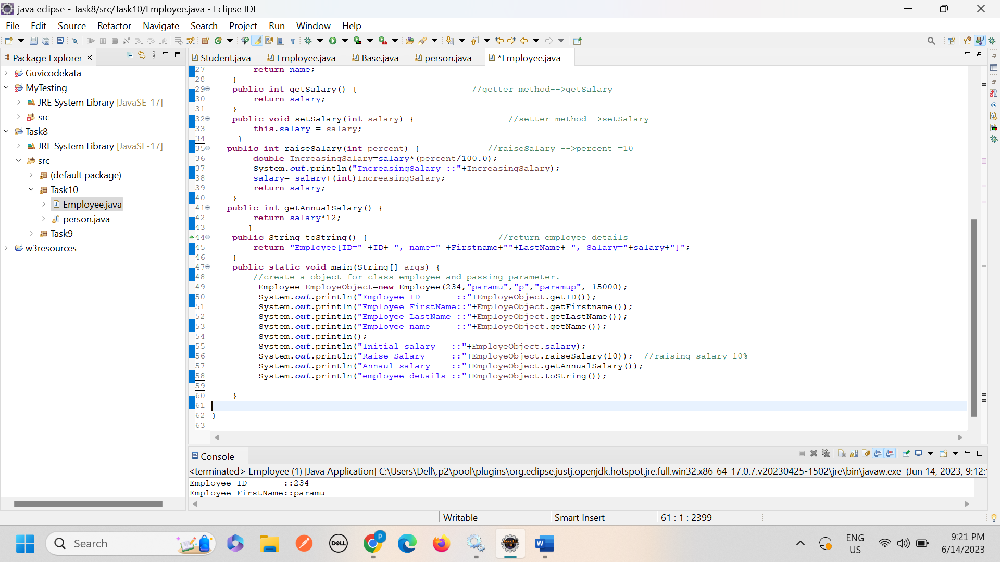 java eclipse - Task8/src/Task10/Employee.java - Eclipse IDE
File Edit Source Refactor Navigate Search Project Run Window Help
Package Explorer
Student.java Employee.java Base.java person.java *Employee.java
Guvicodekata
MyTesting
JRE System Library [JavaSE-17]
src
Task8
JRE System Library [JavaSE-17]
src
(default package)
Task10
Employee.java
person.java
Task9
w3resources
27 return name;
28 }
29 public int getSalary() { //getter method-->getSalary
30 return salary;
31 }
32 public void setSalary(int salary) { //setter method-->setSalary
33 this.salary = salary;
34 }
35 public int raiseSalary(int percent) { //raiseSalary -->percent =10
36 double IncreasingSalary=salary*(percent/100.0);
37 System.out.println("IncreasingSalary ::"+IncreasingSalary);
38 salary= salary+(int)IncreasingSalary;
39 return salary;
40 }
41 public int getAnnualSalary() {
42 return salary*12;
43 }
44 public String toString() { //return employee details
45 return "Employee[ID=" +ID+ ", name=" +Firstname+""+LastName+ ", Salary="+salary+"]";
46 }
47 public static void main(String[] args) {
48 //create a object for class employee and passing parameter.
49 Employee EmployeObject=new Employee(234,"paramu","p","paramup", 15000);
50 System.out.println("Employee ID ::"+EmployeObject.getID());
51 System.out.println("Employee FirstName::"+EmployeObject.getFirstname());
52 System.out.println("Employee LastName ::"+EmployeObject.getLastName());
53 System.out.println("Employee name ::"+EmployeObject.getName());
54 System.out.println();
55 System.out.println("Initial salary ::"+EmployeObject.salary);
56 System.out.println("Raise Salary ::"+EmployeObject.raiseSalary(10)); //raising salary 10%
57 System.out.println("Annaul salary ::"+EmployeObject.getAnnualSalary());
58 System.out.println("employee details ::"+EmployeObject.toString());
59
60 }
61
62 }
63
Console
<terminated> Employee (1) [Java Application] C:\Users\Dell\.p2\pool\plugins\org.eclipse.justj.openjdk.hotspot.jre.full.win32.x86_64_17.0.7.v20230425-1502\jre\bin\javaw.exe (Jun 14, 2023, 9:12:
Employee ID ::234
Employee FirstName::paramu
Writable Smart Insert 61 : 1 : 2399
Search
DELL
P
Java EE
IDE
W
ENG
US
9:21 PM
6/14/2023